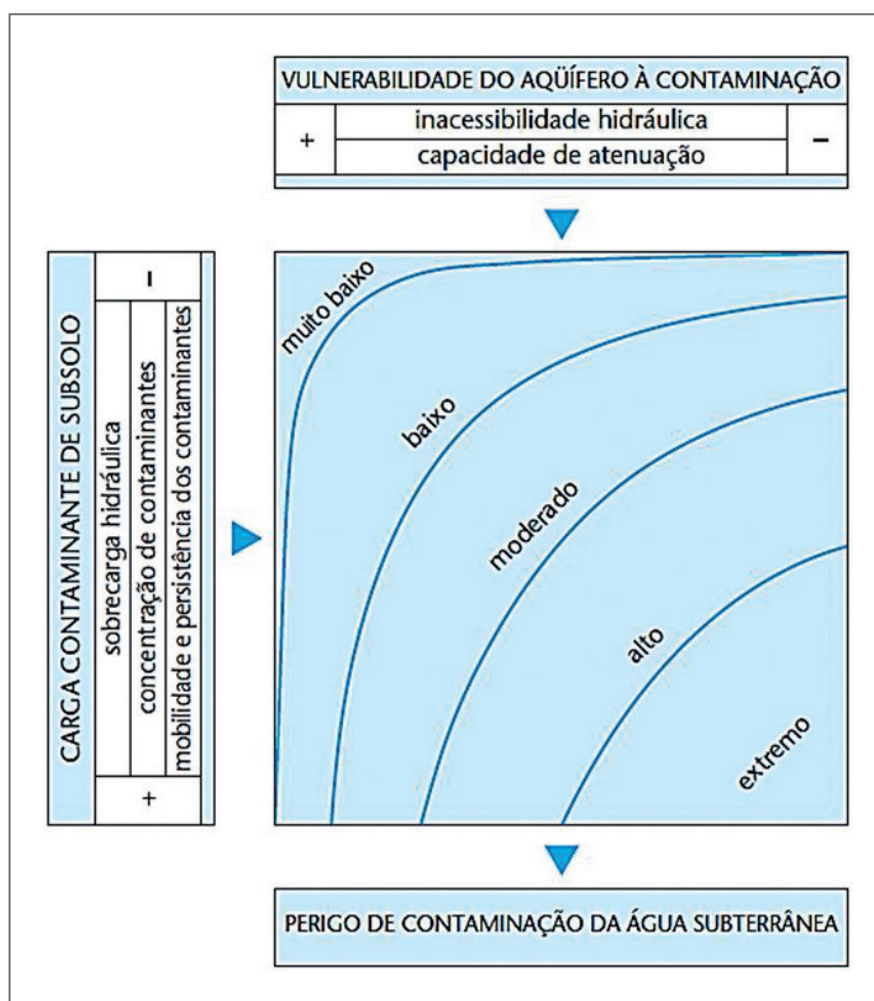 VULNERABILIDADE DO AQÜÍFERO À CONTAMINAÇÃO
+
inacessibilidade hidráulica
capacidade de atenuação
–
CARGA CONTAMINANTE DE SUBSOLO
–
sobrecarga hidráulica
concentração de contaminantes
mobilidade e persistência dos contaminantes
+
muito baixo
baixo
moderado
alto
extremo
PERIGO DE CONTAMINAÇÃO DA ÁGUA SUBTERRÂNEA